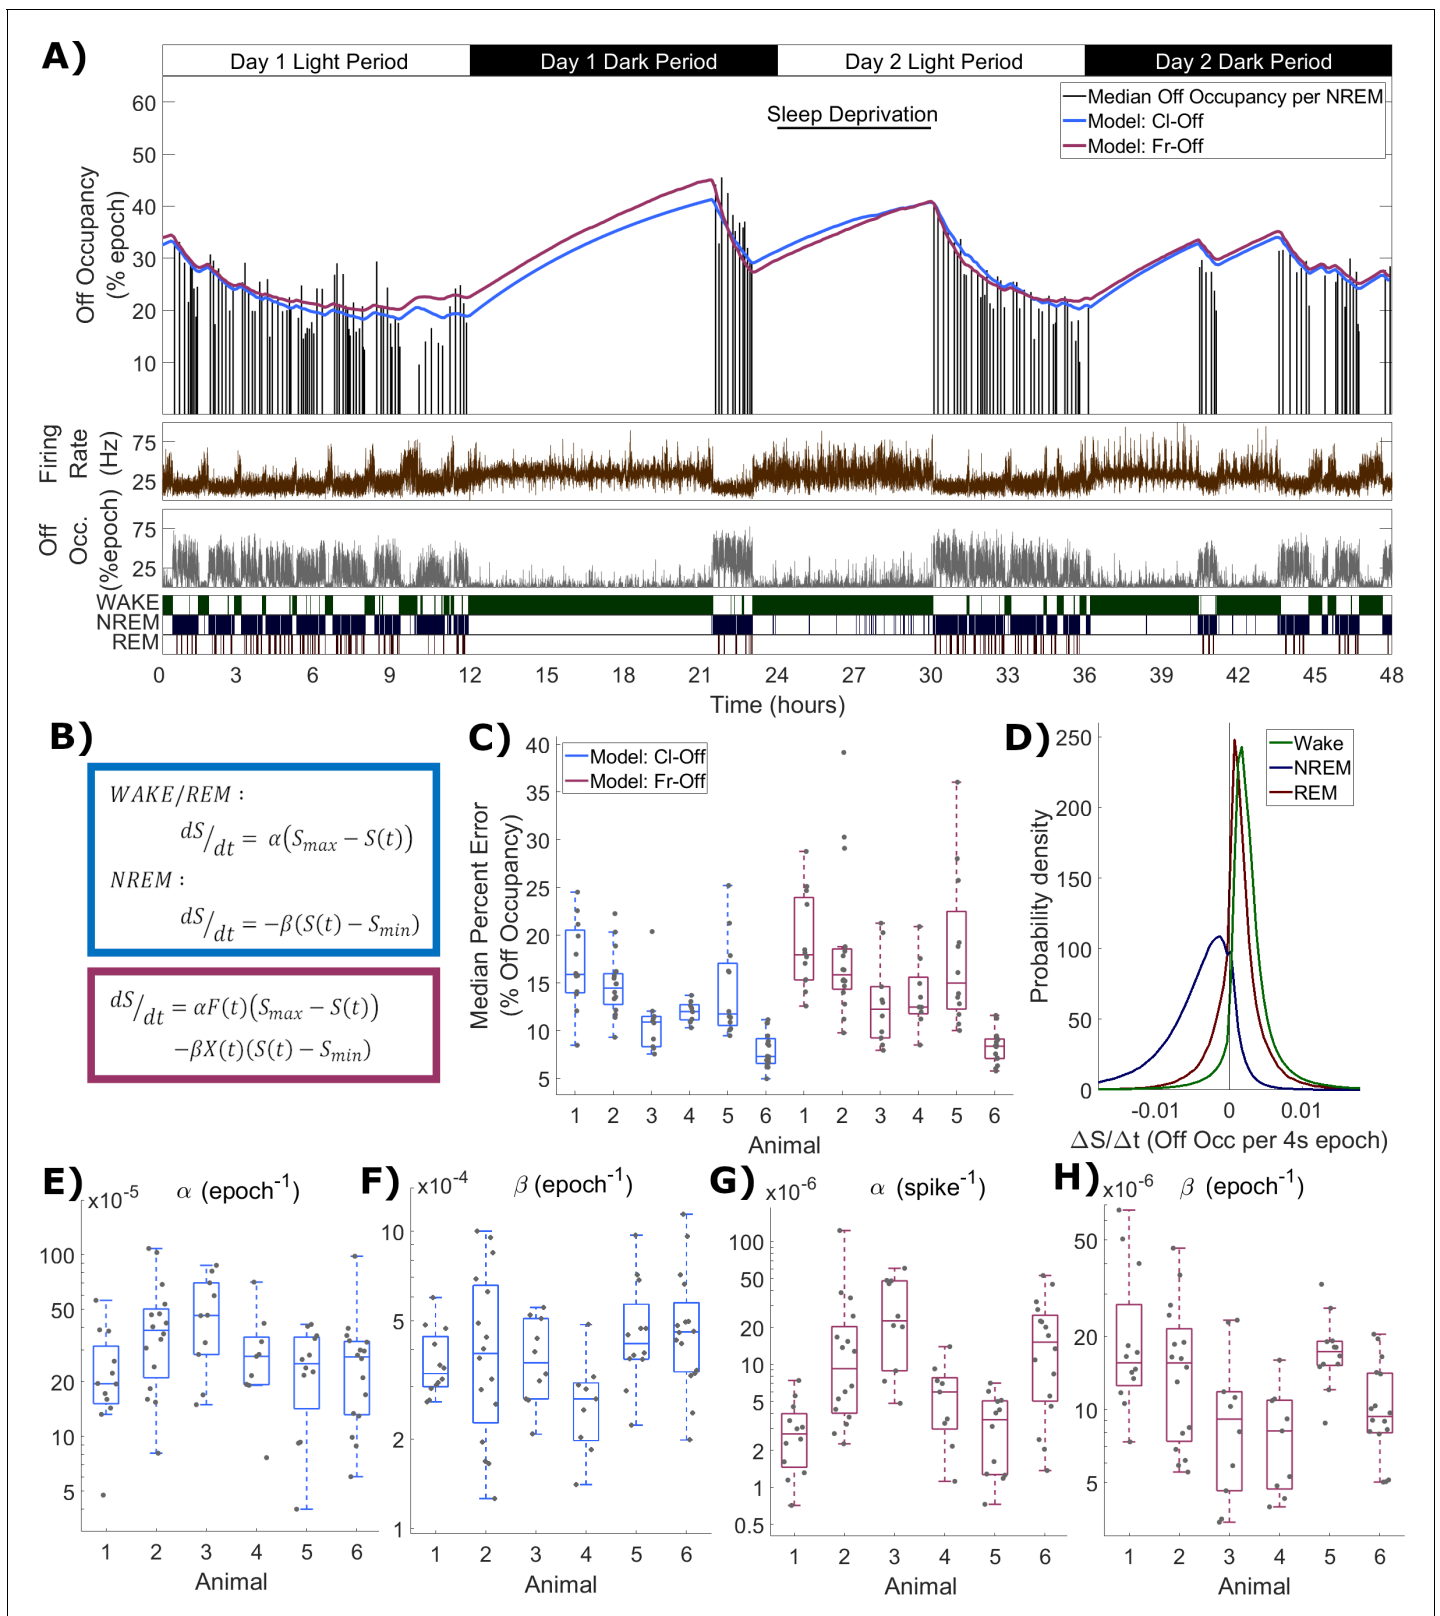 A)
Day 1 Light Period
Day 1 Dark Period
Day 2 Light Period
Day 2 Dark Period
Off Occupancy
(% epoch)
60
50
40
30
20
10
Sleep Deprivation
Median Off Occupancy per NREM
Model: Cl-Off
Model: Fr-Off
Firing
Rate
(Hz)
75
25
Off
Occ.
(%epoch)
75
25
WAKE
NREM
REM
0 3 6 9 12 15 18 21 24 27 30 33 36 39 42 45 48
Time (hours)
B)
WAKE/REM :
dS/dt = α(Smax − S(t))
NREM :
dS/dt = −β(S(t) − Smin)
dS/dt = αF(t)(Smax − S(t))
−βX(t)(S(t) − Smin)
C)
Median Percent Error
(% Off Occupancy)
40
35
30
25
20
15
10
5
Model: Cl-Off
Model: Fr-Off
1 2 3 4 5 6 1 2 3 4 5 6
Animal
D)
Probability density
250
200
150
100
50
0
Wake
NREM
REM
-0.01 0 0.01
ΔS/Δt (Off Occ per 4s epoch)
E)
x10-5
α (epoch-1)
100
50
20
10
5
1 2 3 4 5 6
Animal
F)
x10-4
β (epoch-1)
10
5
2
1
1 2 3 4 5 6
Animal
G)
x10-6
α (spike-1)
100
50
20
10
5
2
1
0.5
1 2 3 4 5 6
Animal
H)
x10-6
β (epoch-1)
50
20
10
5
1 2 3 4 5 6
Animal